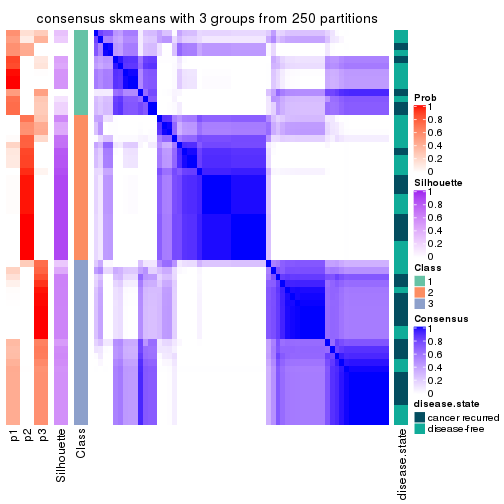 consensus skmeans with 3 groups from 250 partitions
Prob
1
0.8
0.6
0.4
0.2
0
Silhouette
1
0.8
0.6
0.4
0.2
0
Class
1
2
3
Consensus
1
0.8
0.6
0.4
0.2
0
disease.state
cancer recurred
disease-free
p1
p2
p3
Silhouette
Class
disease.state